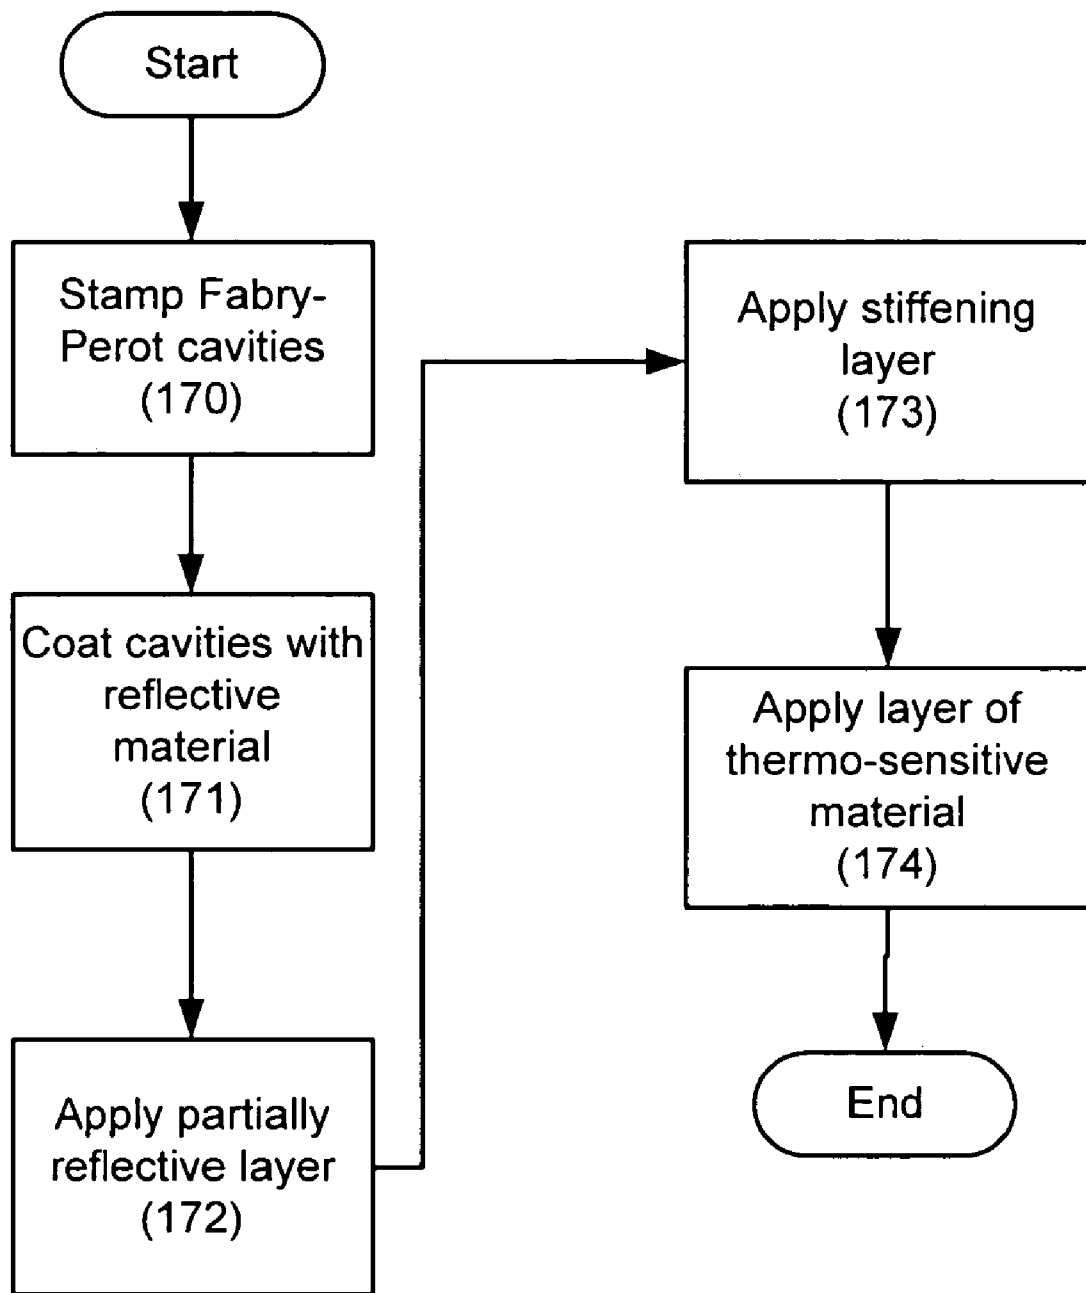 Start
Stamp Fabry-
Perot cavities
(170)
Coat cavities with
reflective
material
(171)
Apply partially
reflective layer
(172)
Apply stiffening
layer
(173)
Apply layer of
thermo-sensitive
material
(174)
End